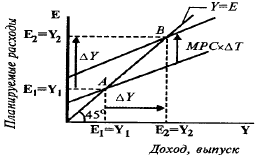 E
Y=E
B
E₂=Y₂
ΔY
MPC×ΔT
A
E₁=Y₁
ΔY
45°
E₁=Y₁
E₂=Y₂
Y
Планируемые расходы
Доход, выпуск